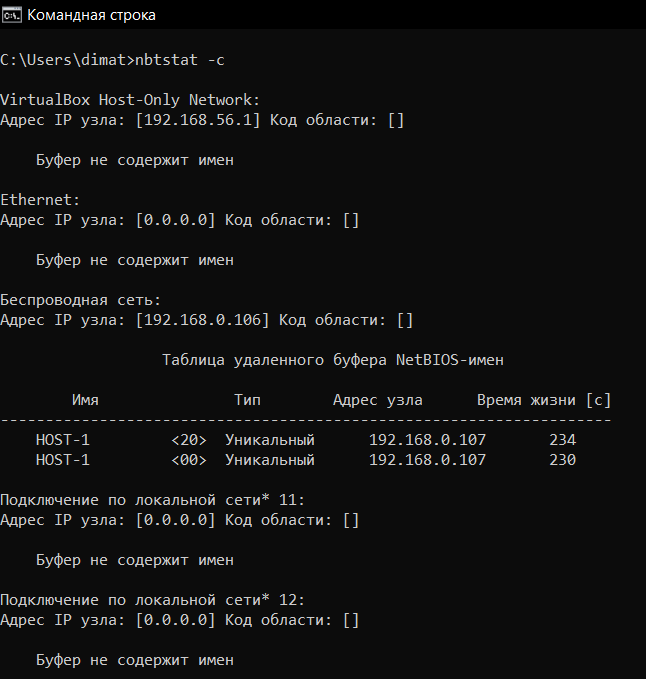 Командная строка
C:\Users\dimat>nbtstat -c
VirtualBox Host-Only Network:
Адрес IP узла: [192.168.56.1] Код области: []
Буфер не содержит имен
Ethernet:
Адрес IP узла: [0.0.0.0] Код области: []
Буфер не содержит имен
Беспроводная сеть:
Адрес IP узла: [192.168.0.106] Код области: []
Таблица удаленного буфера NetBIOS-имен
Имя Тип Адрес узла Время жизни [с]
--------------------------------------------------------------------
HOST-1 <20> Уникальный 192.168.0.107 234
HOST-1 <00> Уникальный 192.168.0.107 230
Подключение по локальной сети* 11:
Адрес IP узла: [0.0.0.0] Код области: []
Буфер не содержит имен
Подключение по локальной сети* 12:
Адрес IP узла: [0.0.0.0] Код области: []
Буфер не содержит имен